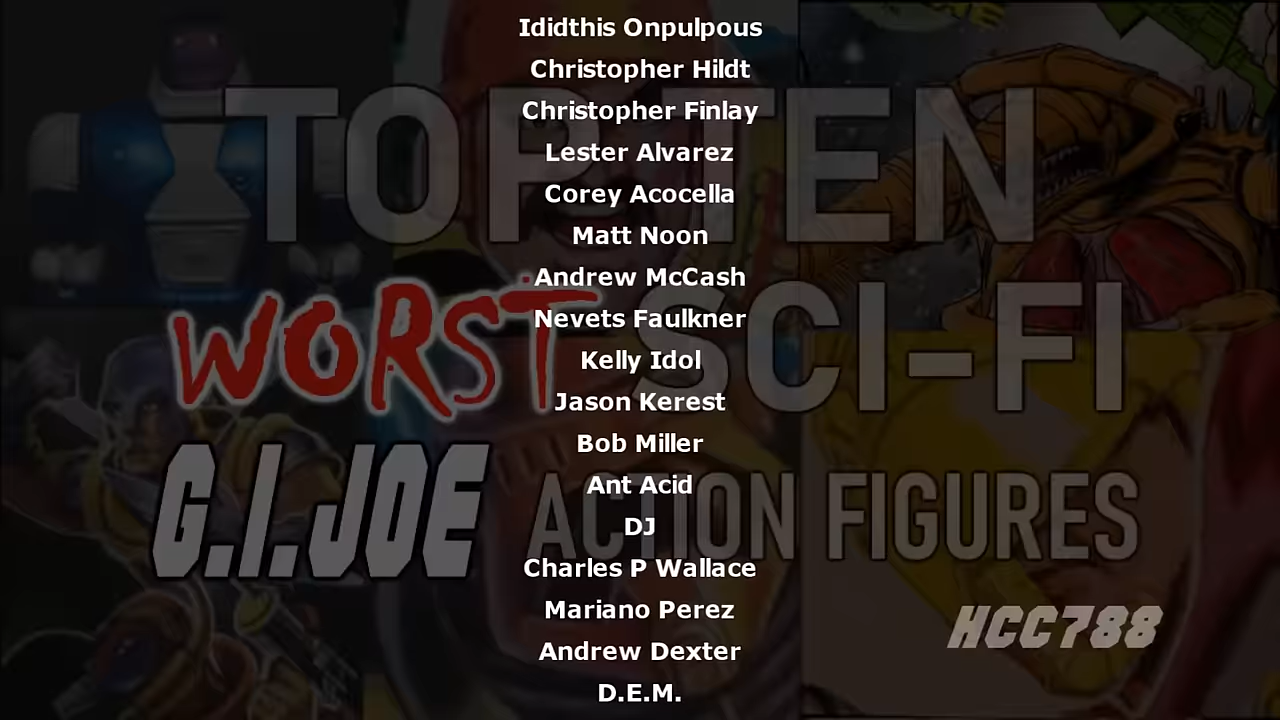 Ididthis Onpulpous
Christopher Hildt
Christopher Finlay
Lester Alvarez
Corey Acocella
Matt Noon
Andrew McCash
Nevets Faulkner
Kelly Idol
Jason Kerest
Bob Miller
Ant Acid
DJ
Charles P Wallace
Mariano Perez
Andrew Dexter
D.E.M.
TOP TEN
WORST SCI-FI
G.I.JOE ACTION FIGURES
HCC788